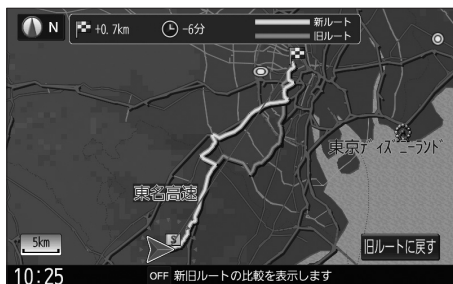 N +0.7km -6分 新ルート
旧ルート
東京ディズニーランド
東名高速
5km
旧ルートに戻す
10:25 OFF 新旧ルートの比較を表示します